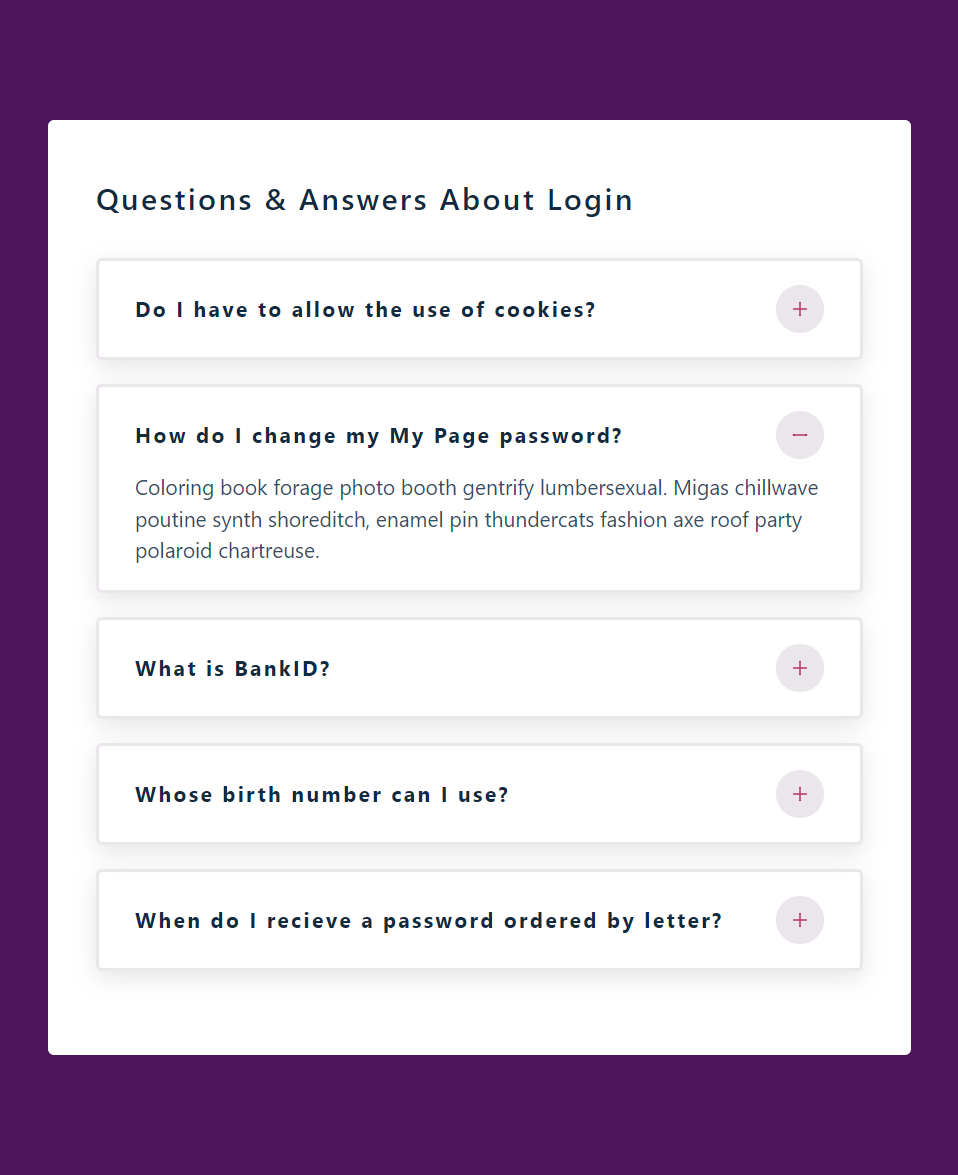 Questions & Answers About Login
Do I have to allow the use of cookies?
How do I change my My Page password?
Coloring book forage photo booth gentrify lumbersexual. Migas chillwave
poutine synth shoreditch, enamel pin thundercats fashion axe roof party
polaroid chartreuse.
What is BankID?
Whose birth number can I use?
When do I recieve a password ordered by letter?